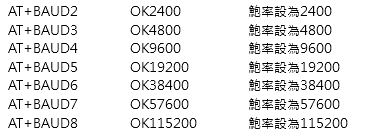 AT+BAUD2 OK2400 鮑率設為2400
AT+BAUD3 OK4800 鮑率設為4800
AT+BAUD4 OK9600 鮑率設為9600
AT+BAUD5 OK19200 鮑率設為19200
AT+BAUD6 OK38400 鮑率設為38400
AT+BAUD7 OK57600 鮑率設為57600
AT+BAUD8 OK115200 鮑率設為115200